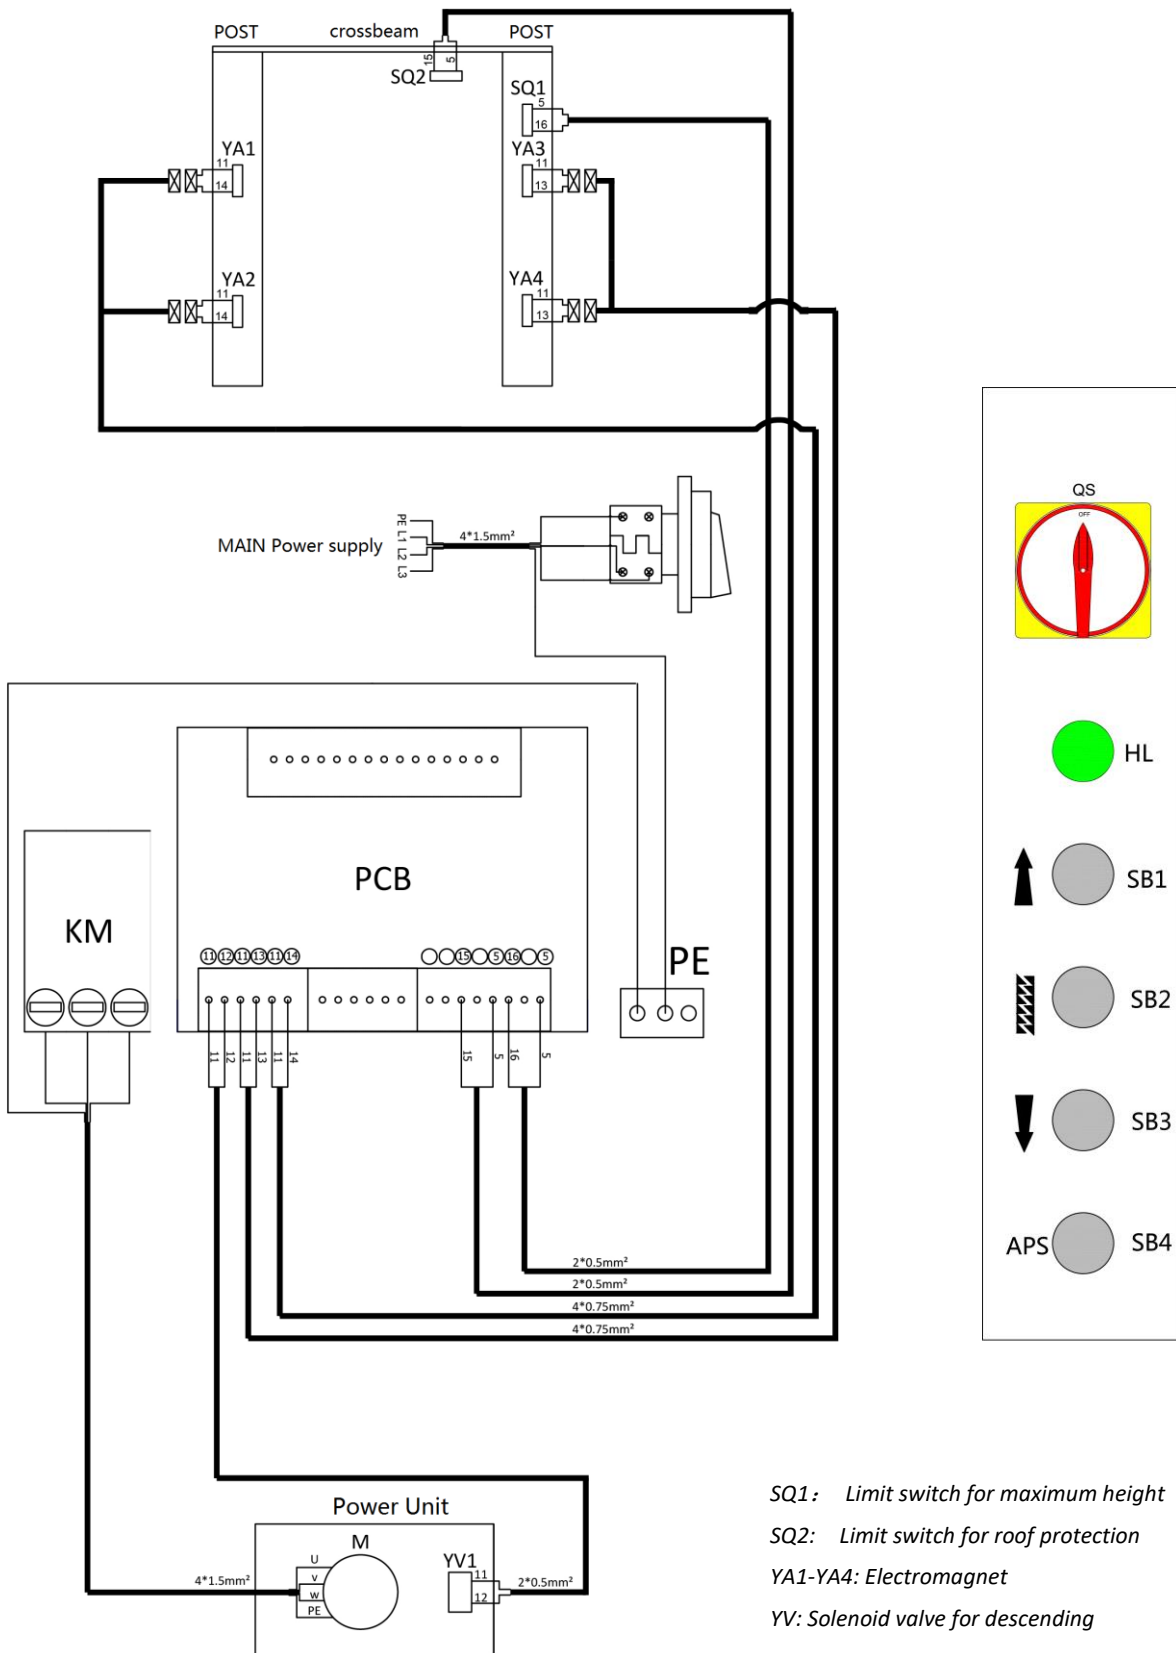 POST
crossbeam
POST
15
5
SQ2
SQ1
5
16
YA1
11
14
YA3
11
13
YA2
11
14
YA4
11
13
QS
OFF
PE
L1
L2
L3
MAIN Power supply
4*1.5mm²
HL
SB1
SB2
SB3
APS
SB4
PCB
KM
PE
11 12 11 13 11 14
15 5 16 5
11 12 11 13 11 14
15 5 16 5
2*0.5mm²
2*0.5mm²
4*0.75mm²
4*0.75mm²
Power Unit
M
U
V
W
PE
4*1.5mm²
YV1
11
12
2*0.5mm²
SQ1： Limit switch for maximum height
SQ2: Limit switch for roof protection
YA1-YA4: Electromagnet
YV: Solenoid valve for descending